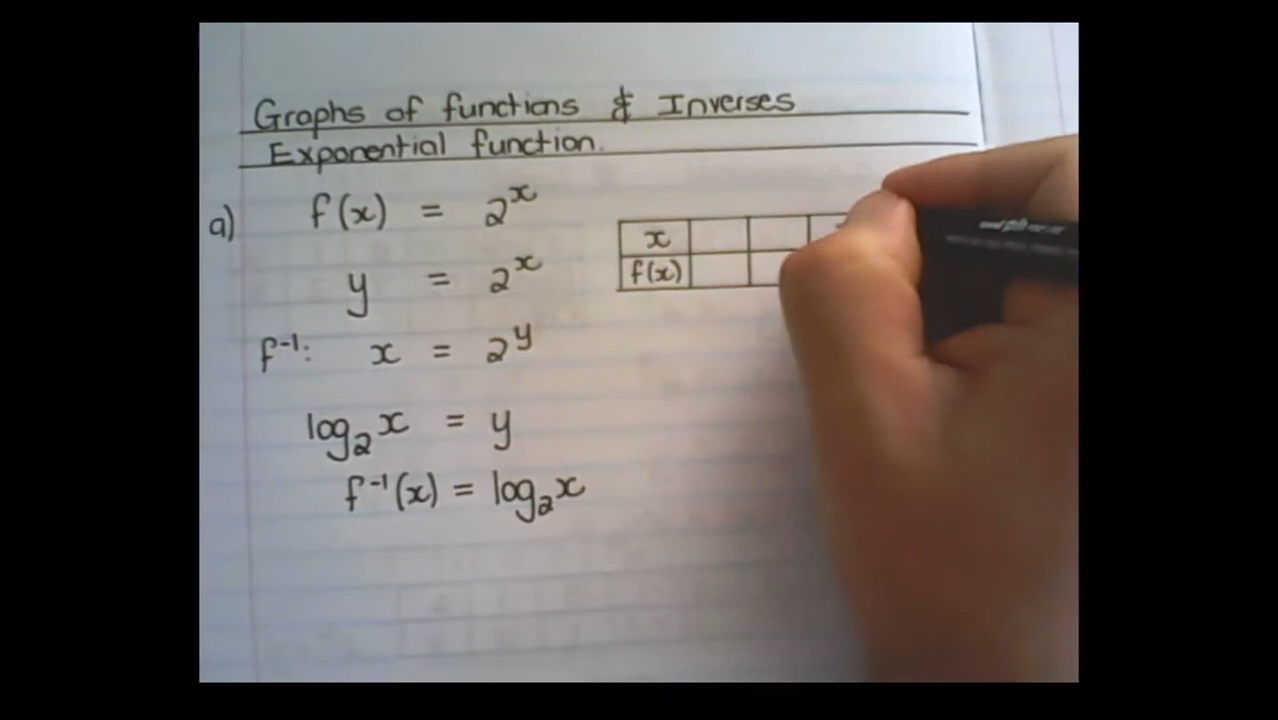 Graphs of functions & Inverses
Exponential function.
a) f(x) = 2^x
y = 2^x
f⁻¹: x = 2^y
log₂x = y
f⁻¹(x) = log₂x
x
f(x)